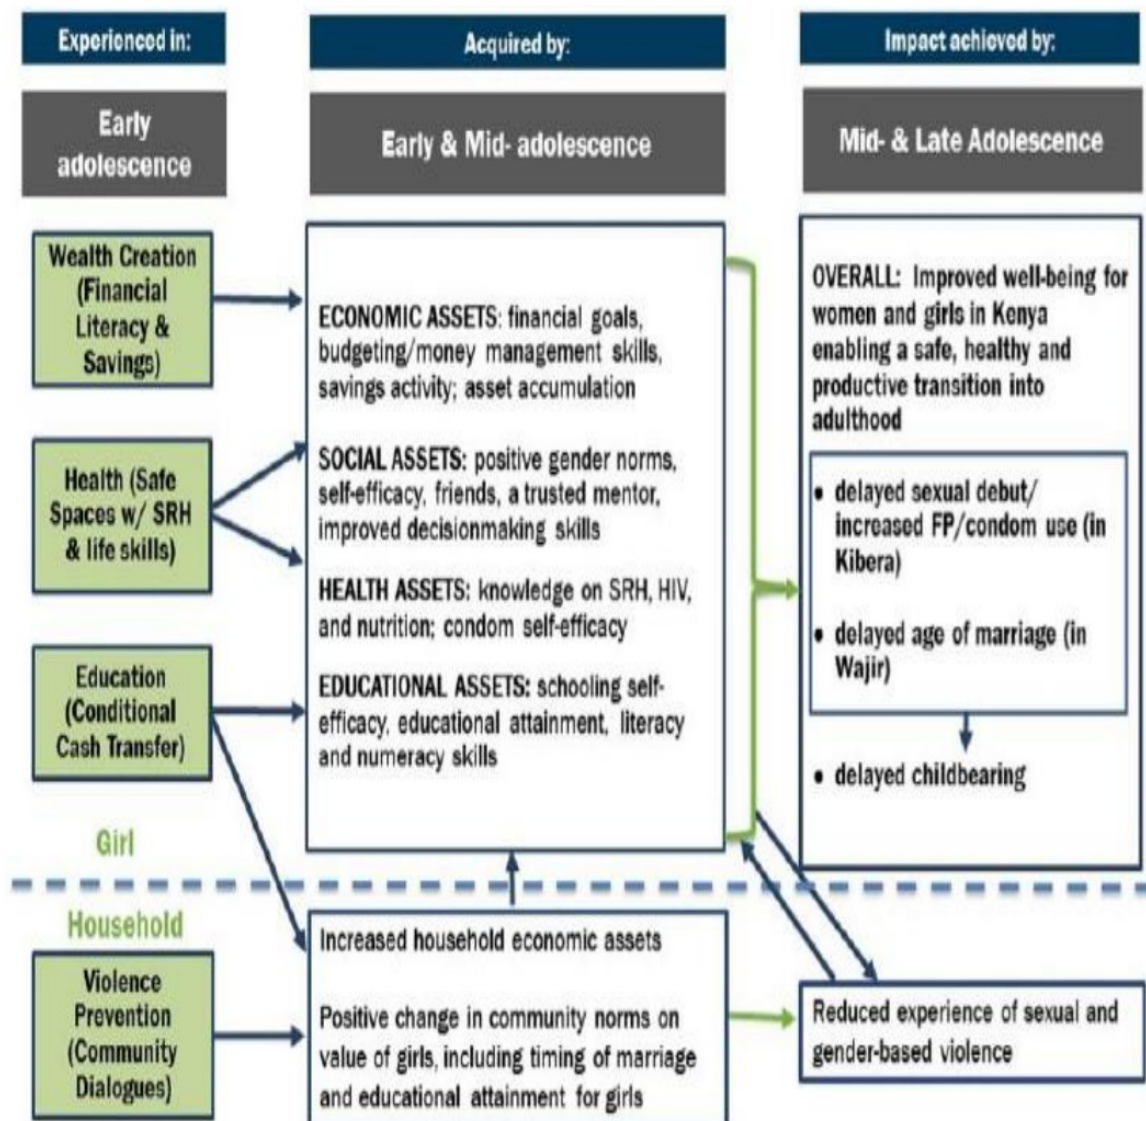 Experienced in:
Acquired by:
Impact achieved by:
Early
adolescence
Early & Mid- adolescence
Mid- & Late Adolescence
Wealth Creation
(Financial
Literacy &
Savings)
Health (Safe
Spaces w/ SRH
& life skills)
Education
(Conditional
Cash Transfer)
Girl
ECONOMIC ASSETS: financial goals,
budgeting/money management skills,
savings activity; asset accumulation
SOCIAL ASSETS: positive gender norms,
self-efficacy, friends, a trusted mentor,
improved decisionmaking skills
HEALTH ASSETS: knowledge on SRH, HIV,
and nutrition; condom self-efficacy
EDUCATIONAL ASSETS: schooling self-
efficacy, educational attainment, literacy
and numeracy skills
OVERALL: Improved well-being for
women and girls in Kenya
enabling a safe, healthy and
productive transition into
adulthood
• delayed sexual debut/
increased FP/condom use (in
Kibera)
• delayed age of marriage (in
Wajir)
• delayed childbearing
Household
Violence
Prevention
(Community
Dialogues)
Increased household economic assets
Positive change in community norms on
value of girls, including timing of marriage
and educational attainment for girls
Reduced experience of sexual and
gender-based violence